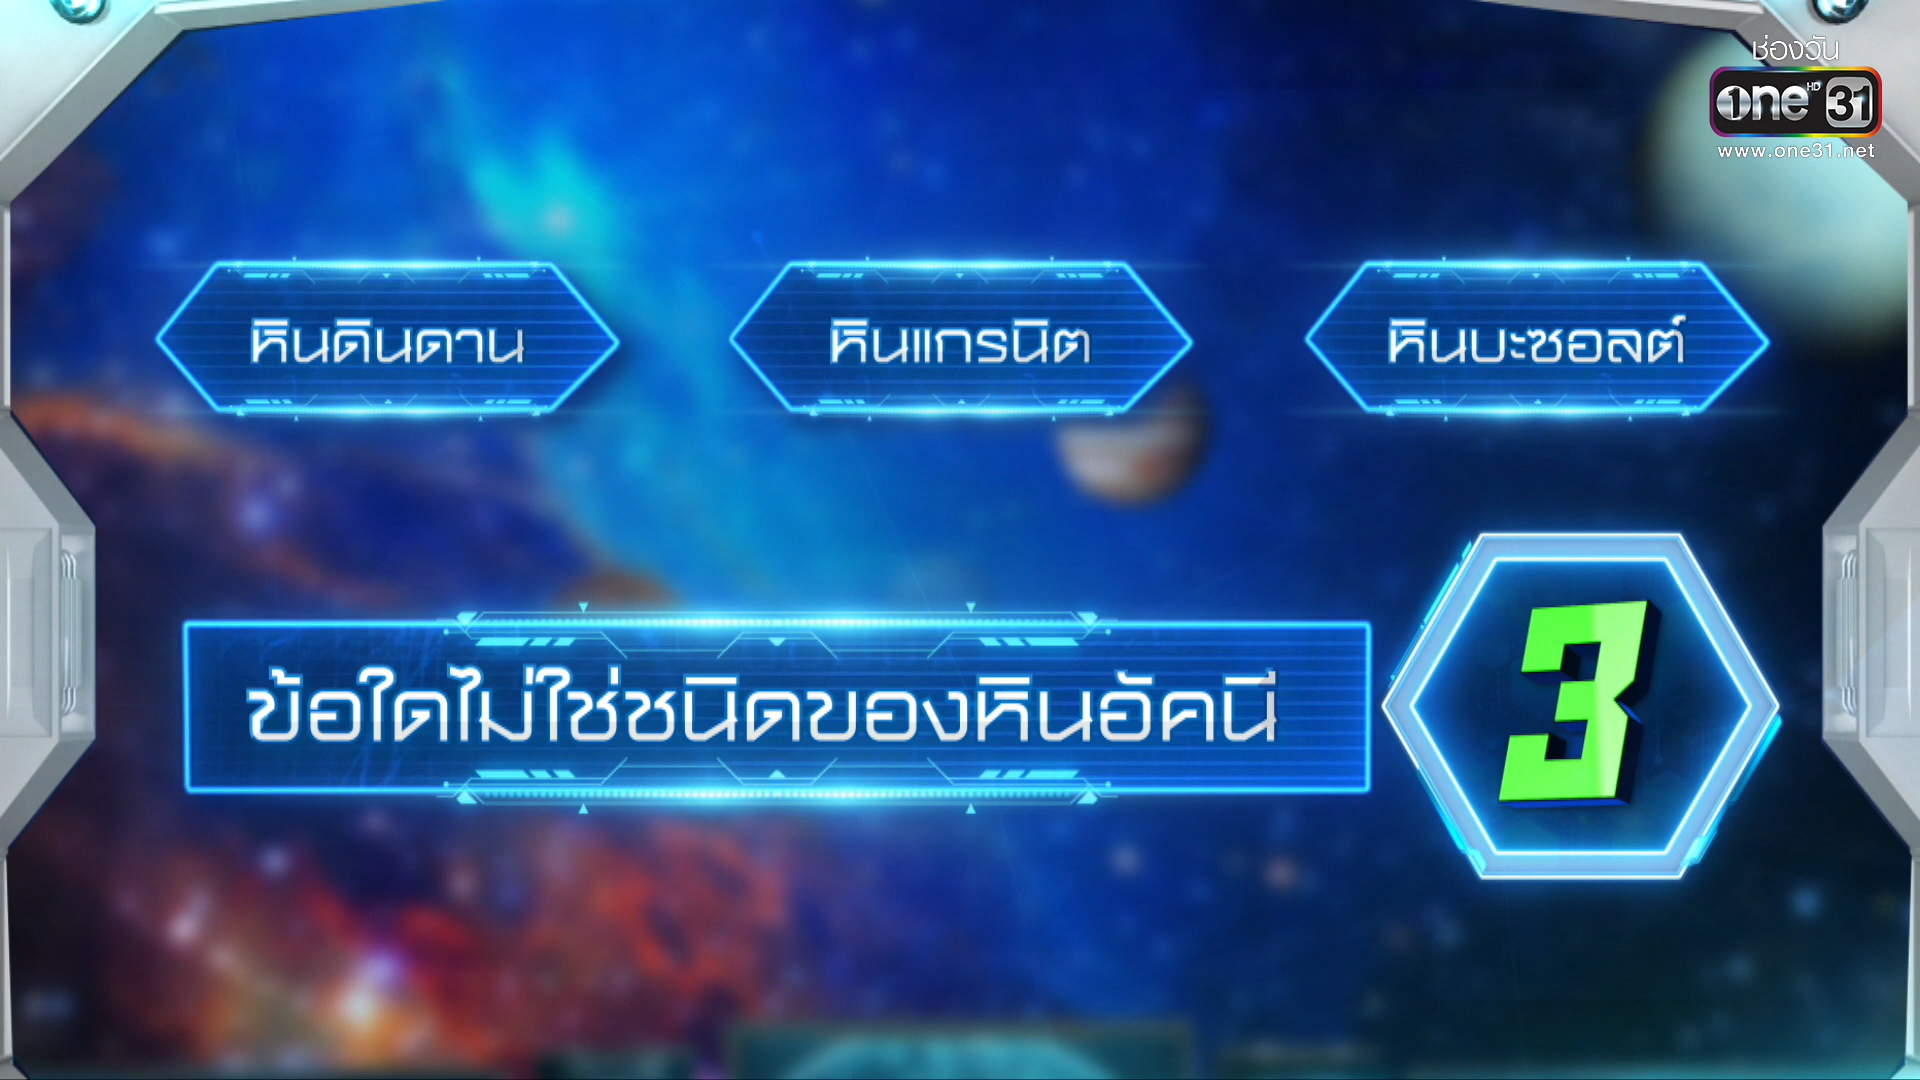 ช่องวัน
one HD 31
www.one31.net
หินดินดาน
หินแกรนิต
หินบะซอลต์
ข้อใดไม่ใช่ชนิดของหินอัคนี
3